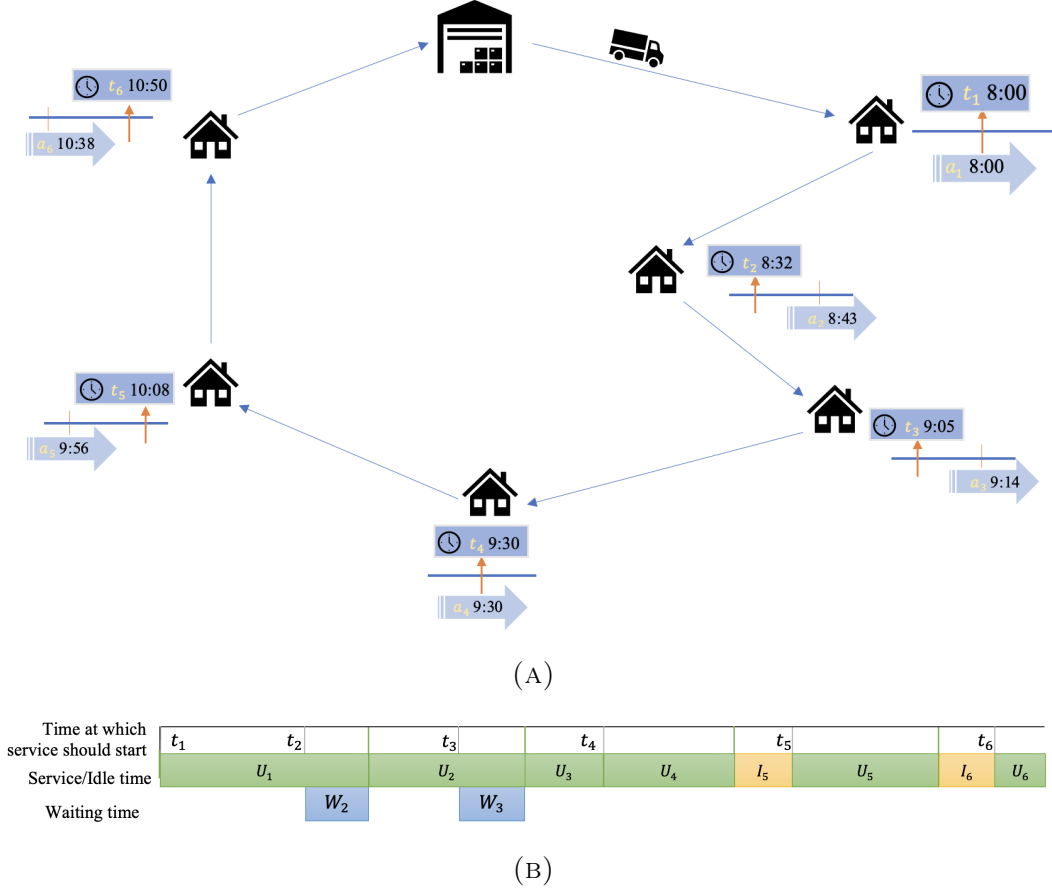 t₆ 10:50
a₆ 10:38
t₁ 8:00
a₁ 8:00
t₂ 8:32
a₂ 8:43
t₅ 10:08
a₅ 9:56
t₃ 9:05
a₃ 9:14
t₄ 9:30
a₄ 9:30
(A)
Time at which
service should start
t₁ t₂ t₃ t₄ t₅ t₆
Service/Idle time
U₁ U₂ U₃ U₄ I₅ U₅ I₆ U₆
Waiting time
W₂ W₃
(B)